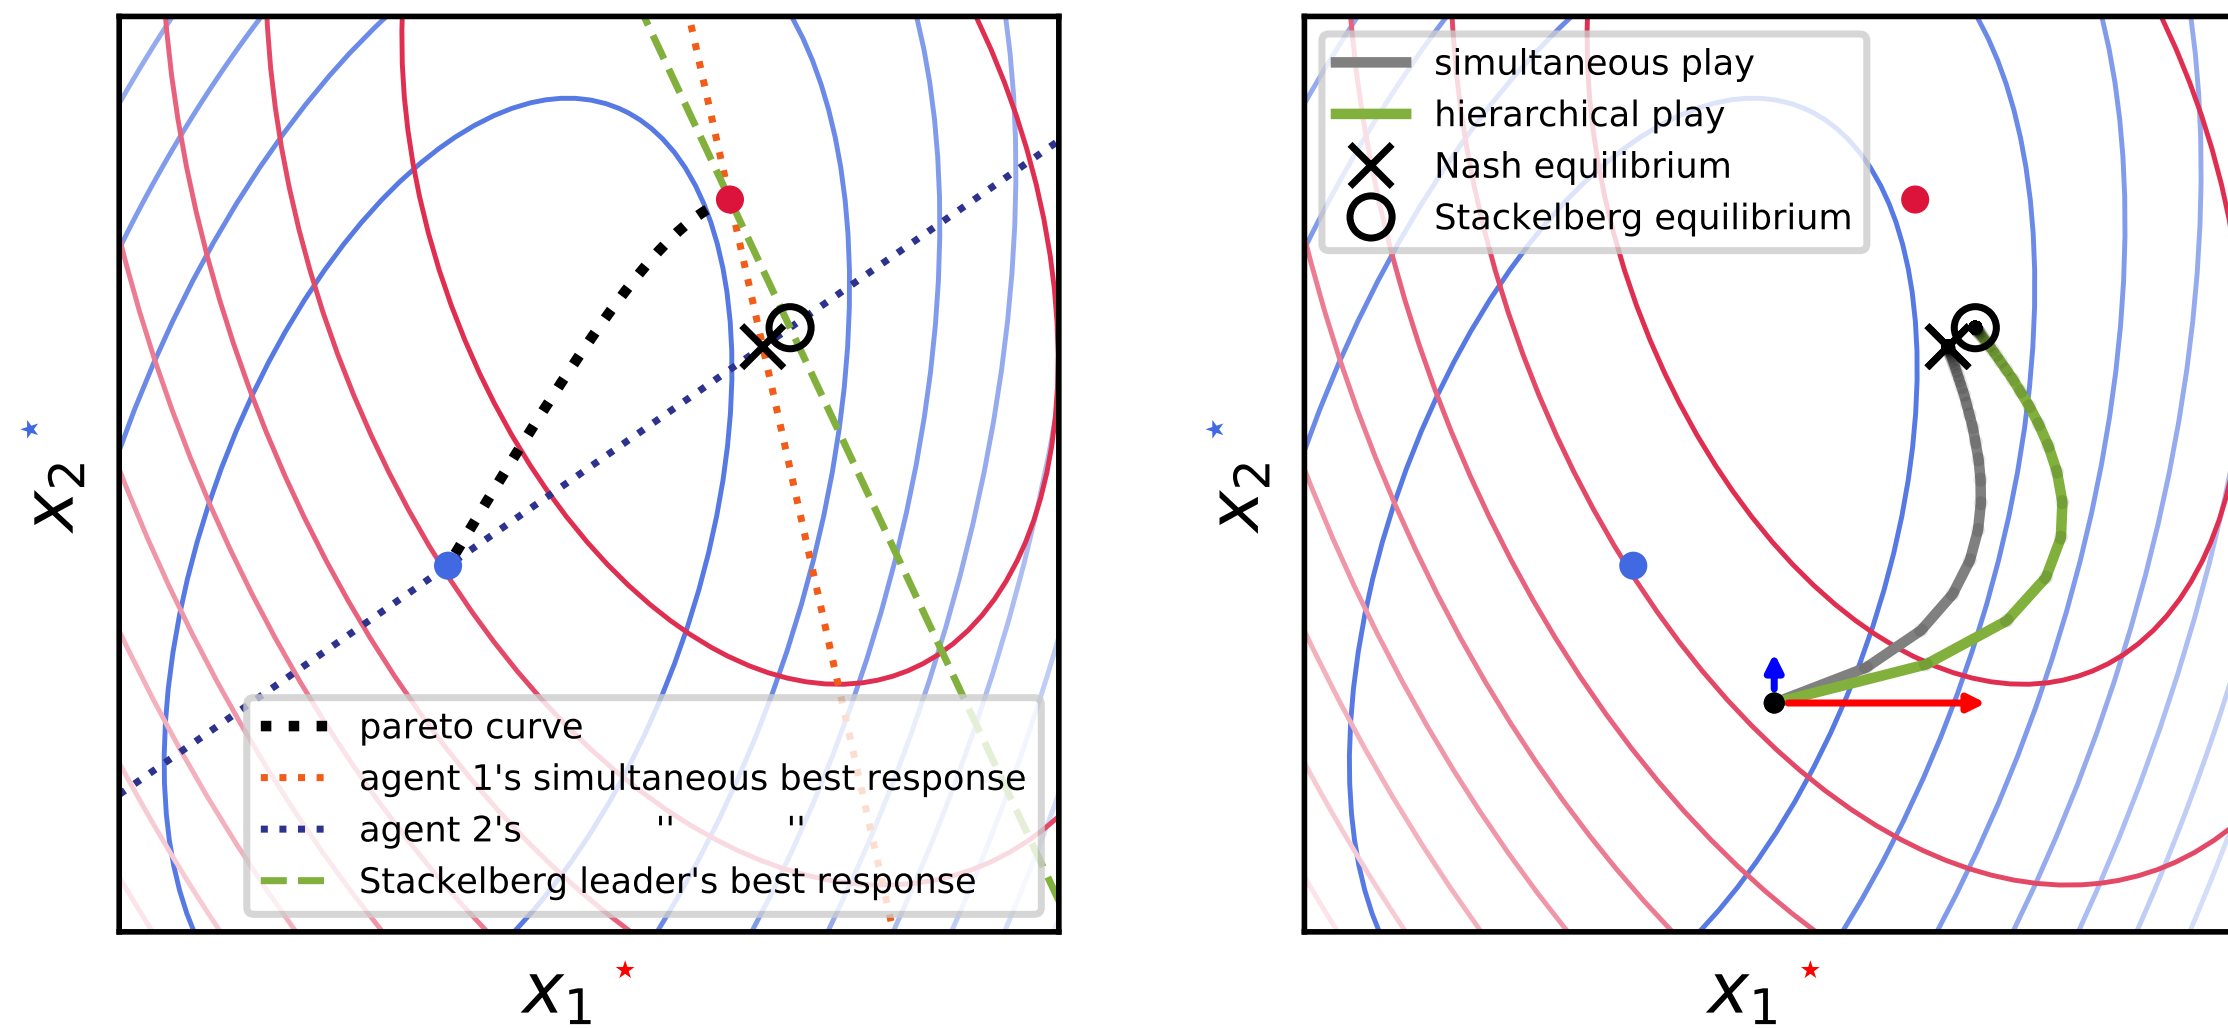 x₂
pareto curve
agent 1's simultaneous best response
agent 2's " "
Stackelberg leader's best response
x₁
simultaneous play
hierarchical play
Nash equilibrium
Stackelberg equilibrium
x₂
x₁